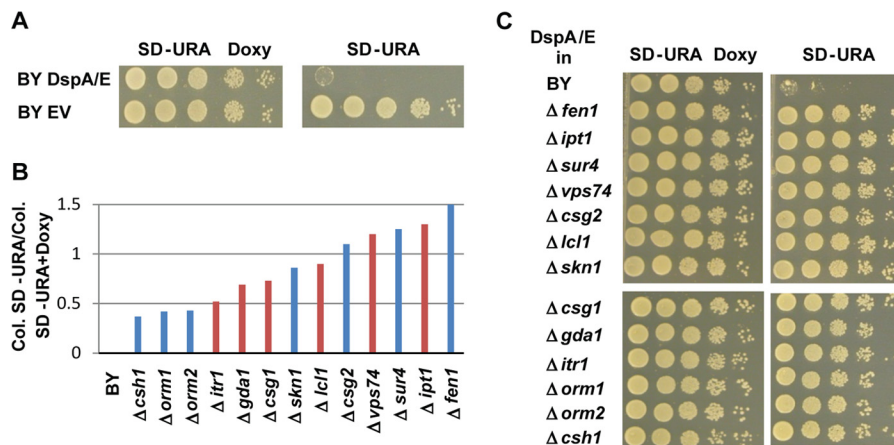 A
SD-URA Doxy SD-URA
BY DspA/E
BY EV
B
Col. SD -URA/Col.
SD -URA+Doxy
1.5
1
0.5
0
BY
Δcsh1
Δorm1
Δorm2
Δitr1
Δgda1
Δcsg1
Δskn1
Δlcl1
Δcsg2
Δvps74
Δsur4
Δipt1
Δfen1
C
DspA/E
in
SD-URA Doxy SD-URA
BY
Δfen1
Δipt1
Δsur4
Δvps74
Δcsg2
Δlcl1
Δskn1
Δcsg1
Δgda1
Δitr1
Δorm1
Δorm2
Δcsh1